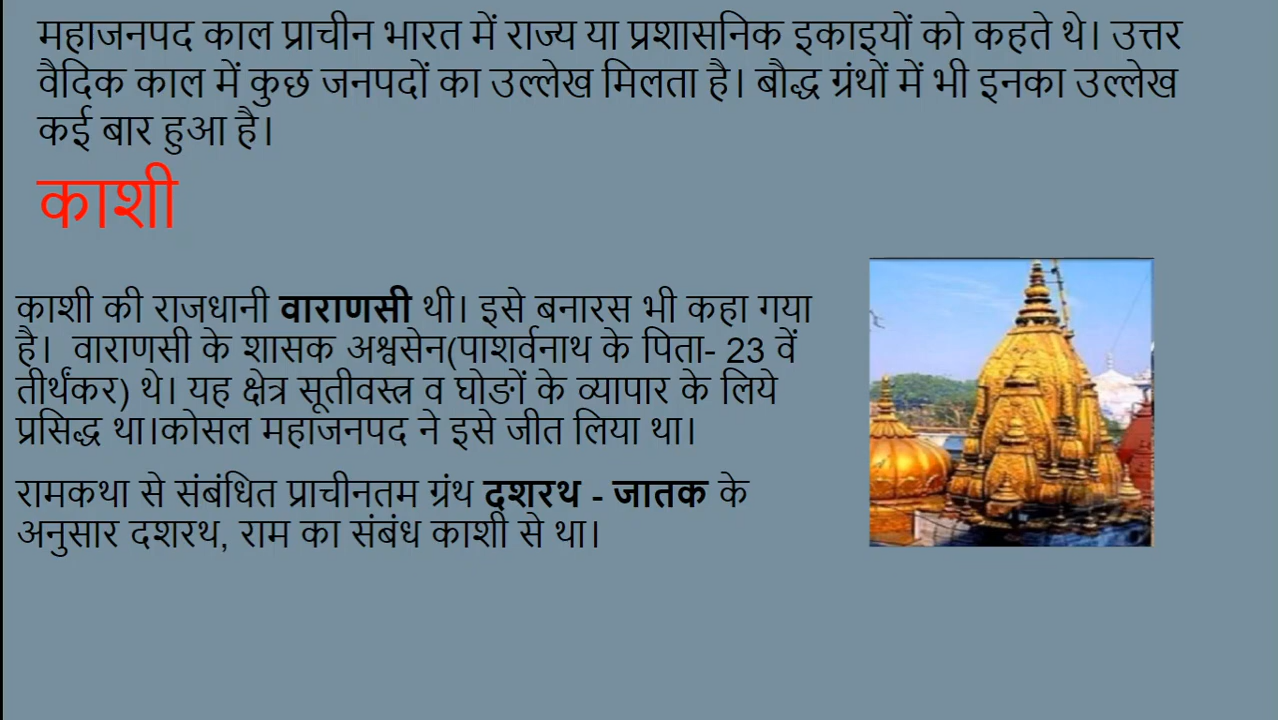 महाजनपद काल प्राचीन भारत में राज्य या प्रशासनिक इकाइयों को कहते थे। उत्तर
वैदिक काल में कुछ जनपदों का उल्लेख मिलता है। बौद्ध ग्रंथों में भी इनका उल्लेख
कई बार हुआ है।
काशी
काशी की राजधानी वाराणसी थी। इसे बनारस भी कहा गया
है। वाराणसी के शासक अश्वसेन(पाशर्वनाथ के पिता- 23 वें
तीर्थंकर) थे। यह क्षेत्र सूतीवस्त्र व घोङों के व्यापार के लिये
प्रसिद्ध था।कोसल महाजनपद ने इसे जीत लिया था।
रामकथा से संबंधित प्राचीनतम ग्रंथ दशरथ - जातक के
अनुसार दशरथ, राम का संबंध काशी से था।